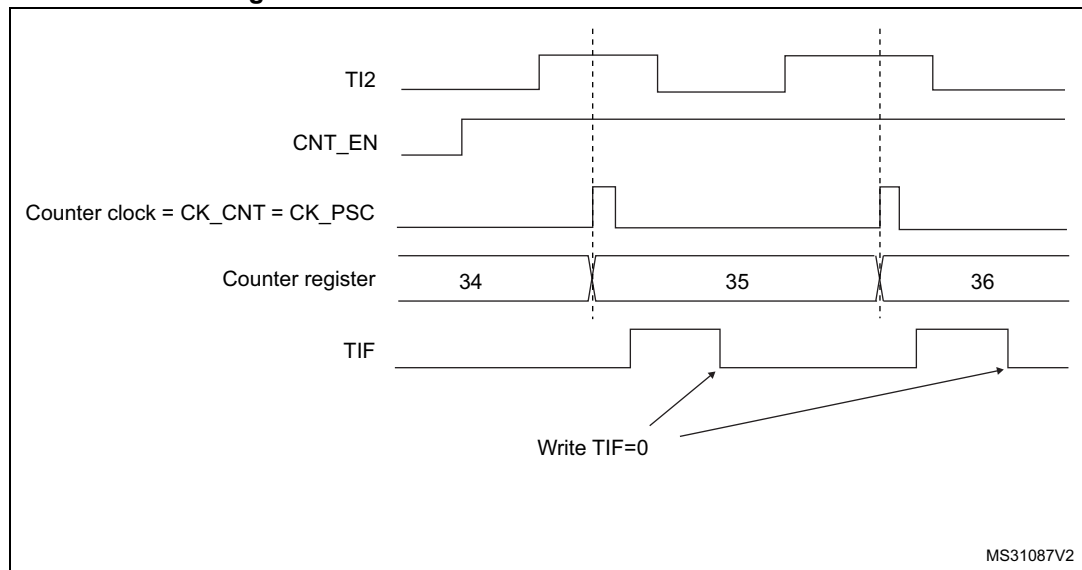 TI2
CNT_EN
Counter clock = CK_CNT = CK_PSC
Counter register 34 35 36
TIF
Write TIF=0
MS31087V2